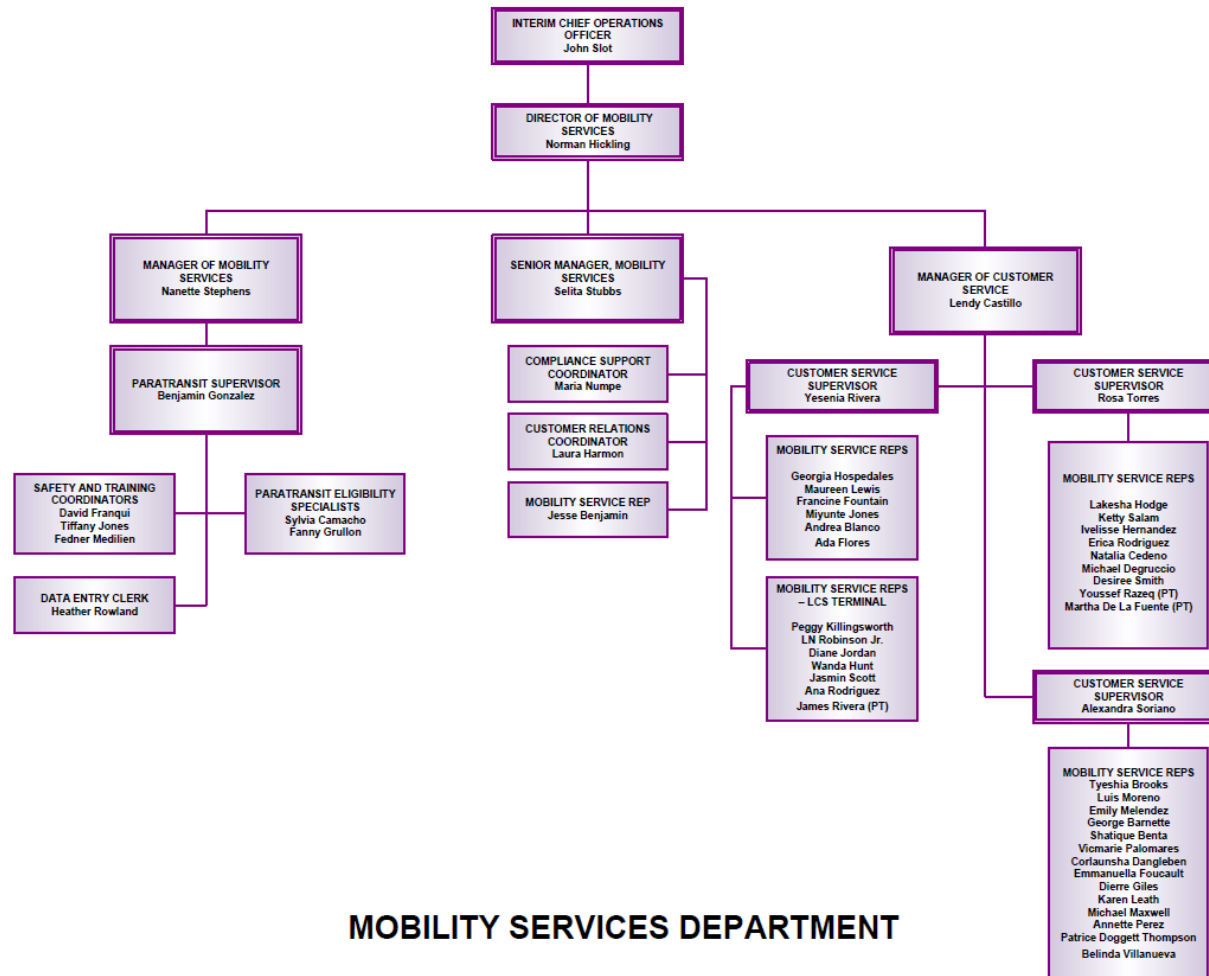 INTERIM CHIEF OPERATIONS
OFFICER
John Slot
DIRECTOR OF MOBILITY
SERVICES
Norman Hickling
MANAGER OF MOBILITY
SERVICES
Nanette Stephens
SENIOR MANAGER, MOBILITY
SERVICES
Selita Stubbs
MANAGER OF CUSTOMER
SERVICE
Lendy Castillo
PARATRANSIT SUPERVISOR
Benjamin Gonzalez
SAFETY AND TRAINING
COORDINATORS
David Franqui
Tiffany Jones
Fedner Medilien
PARATRANSIT ELIGIBILITY
SPECIALISTS
Sylvia Camacho
Fanny Grullon
DATA ENTRY CLERK
Heather Rowland
COMPLIANCE SUPPORT
COORDINATOR
Maria Numpe
CUSTOMER RELATIONS
COORDINATOR
Laura Harmon
MOBILITY SERVICE REP
Jesse Benjamin
CUSTOMER SERVICE
SUPERVISOR
Yesenia Rivera
MOBILITY SERVICE REPS
Georgia Hospedales
Maureen Lewis
Francine Fountain
Miyunte Jones
Andrea Blanco
Ada Flores
MOBILITY SERVICE REPS
– LCS TERMINAL
Peggy Killingsworth
LN Robinson Jr.
Diane Jordan
Wanda Hunt
Jasmin Scott
Ana Rodriguez
James Rivera (PT)
CUSTOMER SERVICE
SUPERVISOR
Rosa Torres
MOBILITY SERVICE REPS
Lakesha Hodge
Ketty Salam
Ivelisse Hernandez
Erica Rodriguez
Natalia Cedeno
Michael Degruccio
Desiree Smith
Youssef Razeq (PT)
Martha De La Fuente (PT)
CUSTOMER SERVICE
SUPERVISOR
Alexandra Soriano
MOBILITY SERVICE REPS
Tyeshia Brooks
Luis Moreno
Emily Melendez
George Barnette
Shatique Benta
Vicmarie Palomares
Corlaunsha Dangleben
Emmanuella Foucault
Dierre Giles
Karen Leath
Michael Maxwell
Annette Perez
Patrice Doggett Thompson
Belinda Villanueva
MOBILITY SERVICES DEPARTMENT